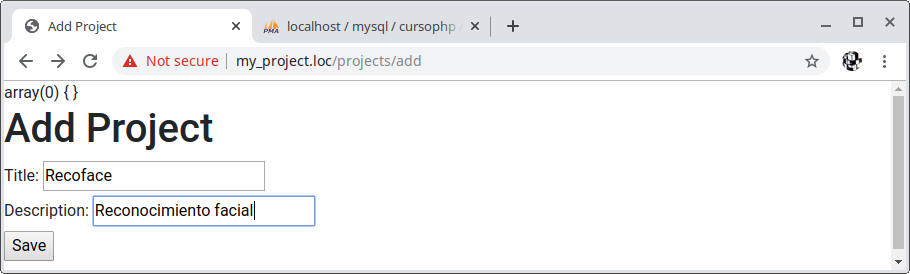 Add Project
PMA localhost / mysql / cursophp
Not secure my_project.loc/projects/add
array(0) { }
Add Project
Title: Recoface
Description: Reconocimiento facial
Save